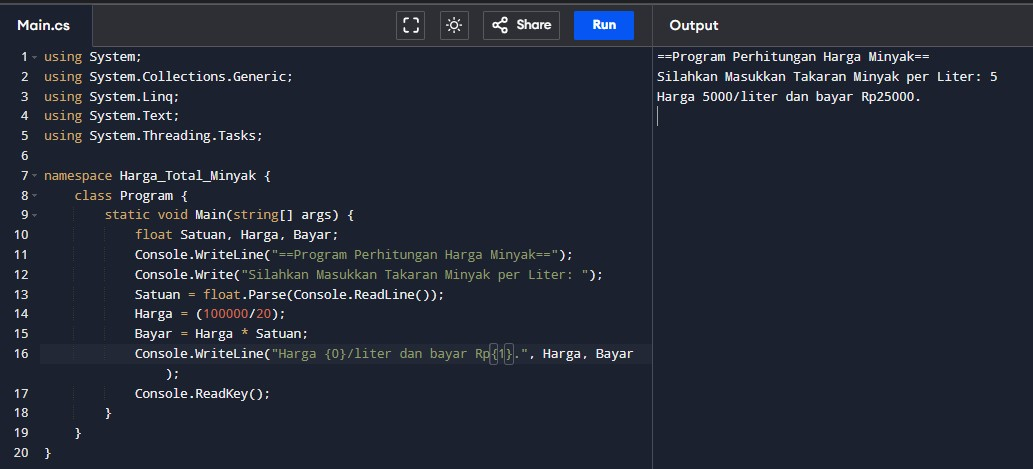 Main.cs
Share
Run
Output
1 using System;
2 using System.Collections.Generic;
3 using System.Linq;
4 using System.Text;
5 using System.Threading.Tasks;
6
7 namespace Harga_Total_Minyak {
8 class Program {
9 static void Main(string[] args) {
10 float Satuan, Harga, Bayar;
11 Console.WriteLine("==Program Perhitungan Harga Minyak==");
12 Console.Write("Silahkan Masukkan Takaran Minyak per Liter: ");
13 Satuan = float.Parse(Console.ReadLine());
14 Harga = (100000/20);
15 Bayar = Harga * Satuan;
16 Console.WriteLine("Harga {0}/liter dan bayar Rp{1}.", Harga, Bayar
);
17 Console.ReadKey();
18 }
19 }
20 }
==Program Perhitungan Harga Minyak==
Silahkan Masukkan Takaran Minyak per Liter: 5
Harga 5000/liter dan bayar Rp25000.